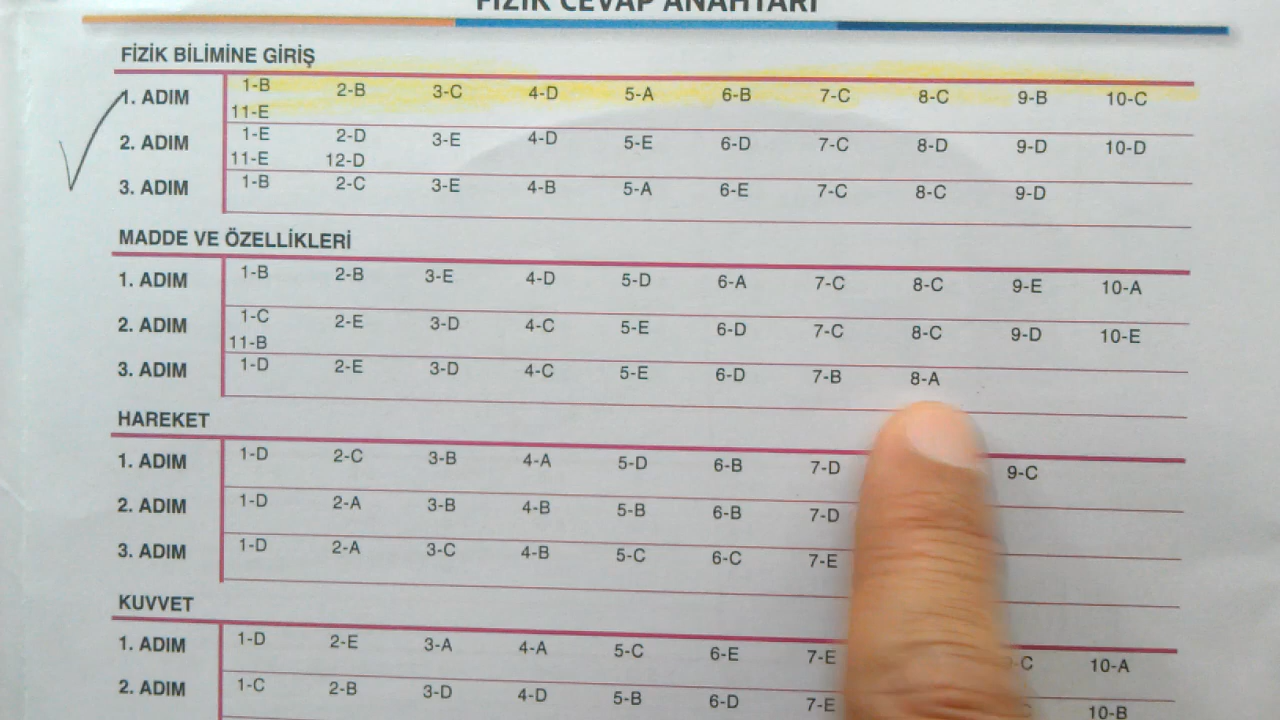 FİZİK CEVAP ANAHTARI
FİZİK BİLİMİNE GİRİŞ
1. ADIM 1-B 2-B 3-C 4-D 5-A 6-B 7-C 8-C 9-B 10-C
11-E
2. ADIM 1-E 2-D 3-E 4-D 5-E 6-D 7-C 8-D 9-D 10-D
11-E 12-D
3. ADIM 1-B 2-C 3-E 4-B 5-A 6-E 7-C 8-C 9-D
MADDE VE ÖZELLİKLERİ
1. ADIM 1-B 2-B 3-E 4-D 5-D 6-A 7-C 8-C 9-E 10-A
2. ADIM 1-C 2-E 3-D 4-C 5-E 6-D 7-C 8-C 9-D 10-E
11-B
3. ADIM 1-D 2-E 3-D 4-C 5-E 6-D 7-B 8-A
HAREKET
1. ADIM 1-D 2-C 3-B 4-A 5-D 6-B 7-D 9-C
2. ADIM 1-D 2-A 3-B 4-B 5-B 6-B 7-D
3. ADIM 1-D 2-A 3-C 4-B 5-C 6-C 7-E
KUVVET
1. ADIM 1-D 2-E 3-A 4-A 5-C 6-E 7-E 10-A
2. ADIM 1-C 2-B 3-D 4-D 5-B 6-D 7-E 10-B